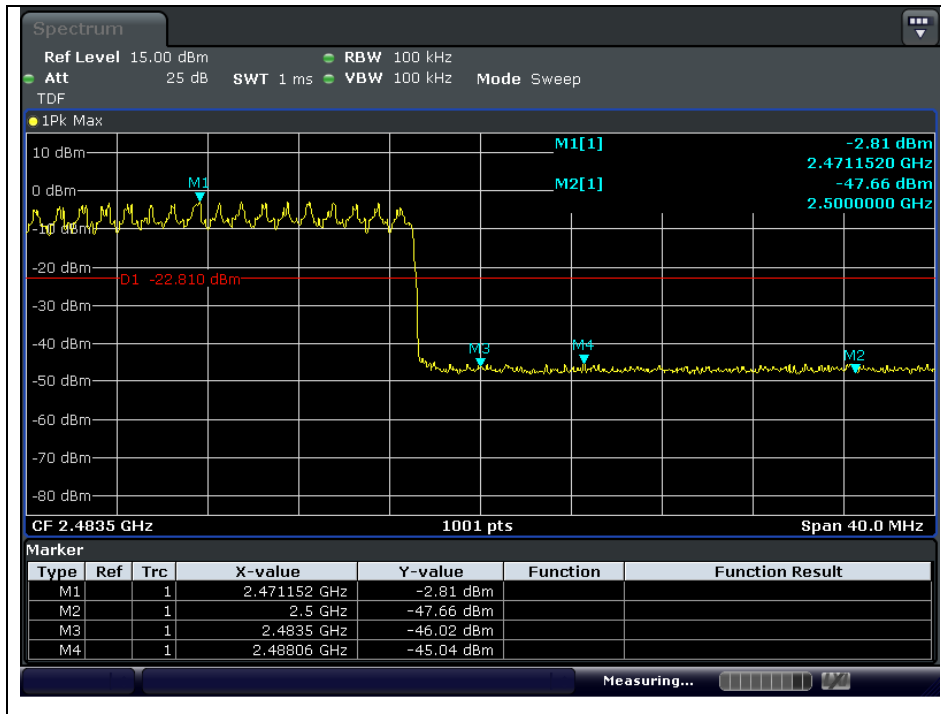 Spectrum
Ref Level 15.00 dBm RBW 100 kHz
Att 25 dB SWT 1 ms VBW 100 kHz Mode Sweep
TDF
1Pk Max
M1[1] -2.81 dBm
2.4711520 GHz
M2[1] -47.66 dBm
2.5000000 GHz
10 dBm
0 dBm
M1
-10 dBm
-20 dBm
D1 -22.810 dBm
-30 dBm
-40 dBm
M3
M4
M2
-50 dBm
-60 dBm
-70 dBm
-80 dBm
CF 2.4835 GHz 1001 pts Span 40.0 MHz
Marker
Type Ref Trc X-value Y-value Function Function Result
M1 1 2.471152 GHz -2.81 dBm
M2 1 2.5 GHz -47.66 dBm
M3 1 2.4835 GHz -46.02 dBm
M4 1 2.48806 GHz -45.04 dBm
Measuring...